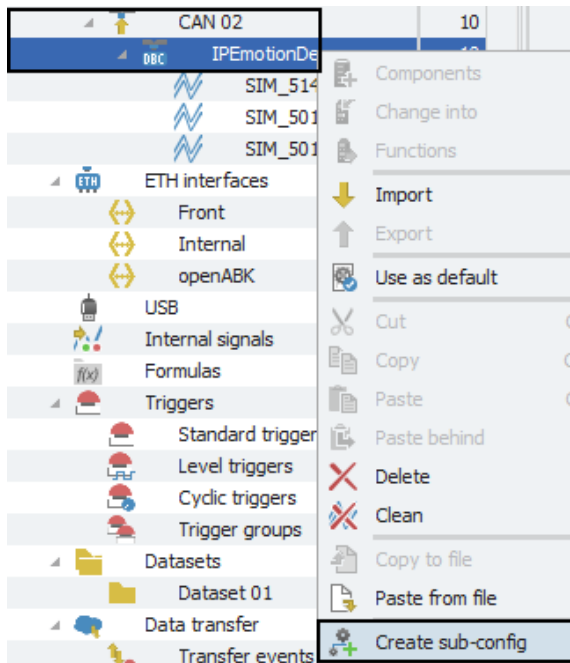 CAN 02
10
DBC
IPEmotionDe
SIM_514
SIM_501
SIM_501
ETH
ETH interfaces
Front
Internal
openABK
USB
Internal signals
f(x)
Formulas
Triggers
Standard trigger
Level triggers
Cyclic triggers
Trigger groups
Datasets
Dataset 01
Data transfer
Transfer events
Components
Change into
Functions
Import
Export
Use as default
Cut
Copy
Paste
Paste behind
Delete
Clean
Copy to file
Paste from file
Create sub-config